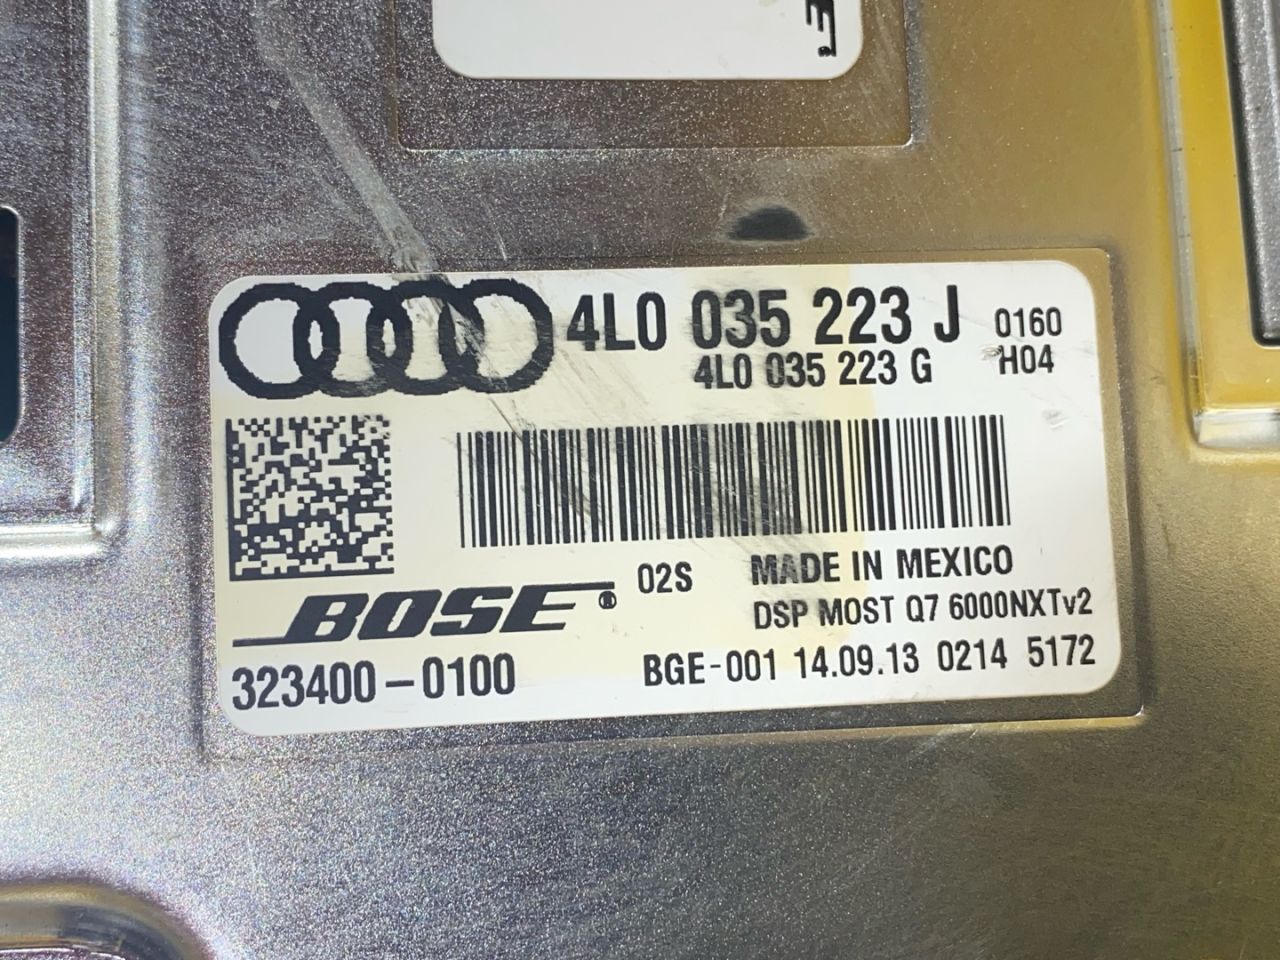 4L0 035 223 J 0160
4L0 035 223 G H04
02S MADE IN MEXICO
BOSE® DSP MOST Q7 6000NXTv2
323400-0100 BGE-001 14.09.13 0214 5172